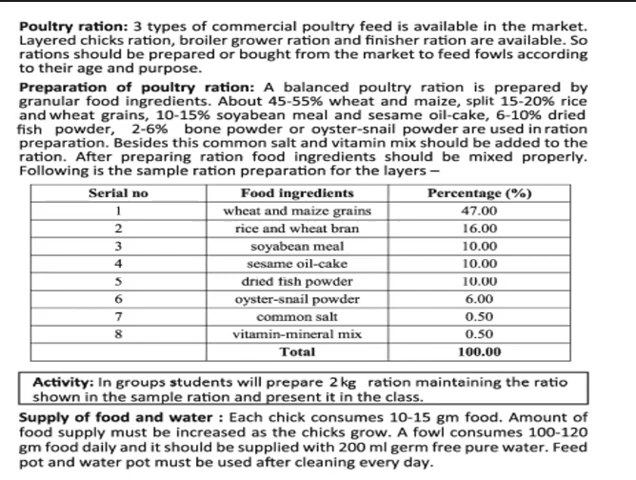 Poultry ration: 3 types of commercial poultry feed is available in the market.
Layered chicks ration, broiler grower ration and finisher ration are available. So
rations should be prepared or bought from the market to feed fowls according
to their age and purpose.
Preparation of poultry ration: A balanced poultry ration is prepared by
granular food ingredients. About 45-55% wheat and maize, split 15-20% rice
and wheat grains, 10-15% soyabean meal and sesame oil-cake, 6-10% dried
fish powder, 2-6% bone powder or oyster-snail powder are used in ration
preparation. Besides this common salt and vitamin mix should be added to the
ration. After preparing ration food ingredients should be mixed properly.
Following is the sample ration preparation for the layers –
Serial no Food ingredients Percentage (%)
1 wheat and maize grains 47.00
2 rice and wheat bran 16.00
3 soyabean meal 10.00
4 sesame oil-cake 10.00
5 dried fish powder 10.00
6 oyster-snail powder 6.00
7 common salt 0.50
8 vitamin-mineral mix 0.50
Total 100.00
Activity: In groups students will prepare 2 kg ration maintaining the ratio
shown in the sample ration and present it in the class.
Supply of food and water : Each chick consumes 10-15 gm food. Amount of
food supply must be increased as the chicks grow. A fowl consumes 100-120
gm food daily and it should be supplied with 200 ml germ free pure water. Feed
pot and water pot must be used after cleaning every day.